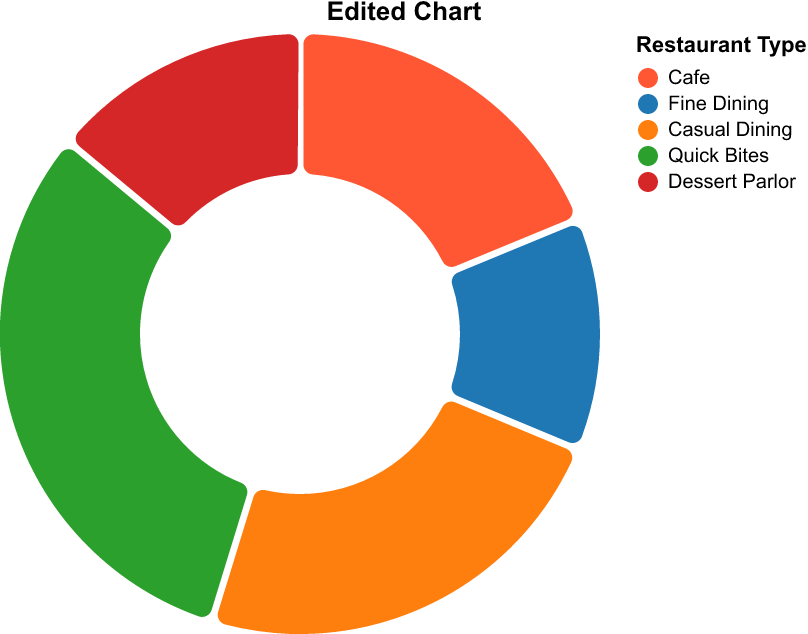 Edited Chart
Restaurant Type
Cafe
Fine Dining
Casual Dining
Quick Bites
Dessert Parlor